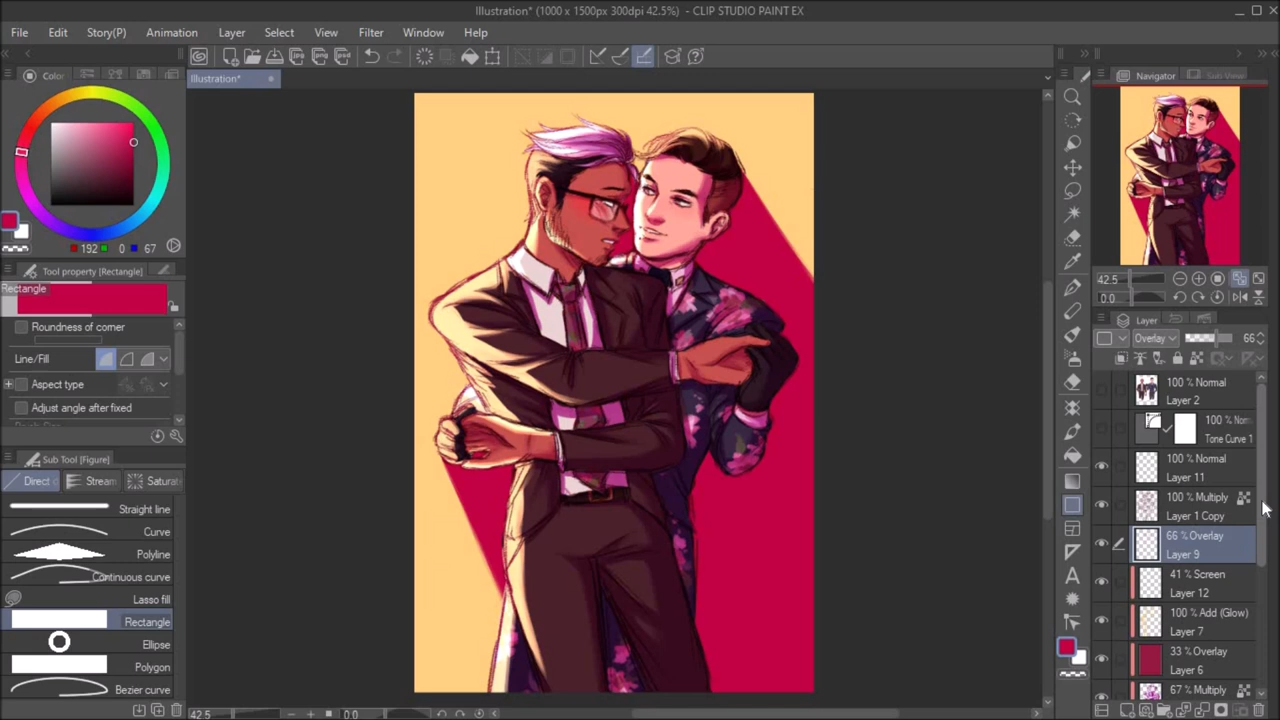 Illustration* (1000 x 1500px 300dpi 42.5%) - CLIP STUDIO PAINT EX
File Edit Story(P) Animation Layer Select View Filter Window Help
Illustration*
Color
192 0 67
Tool property [Rectangle]
Rectangle
Roundness of corner
Line/Fill
Aspect type
Adjust angle after fixed
Sub Tool [Figure]
Direct Stream Saturat
Straight line
Curve
Polyline
Continuous curve
Lasso fill
Rectangle
Ellipse
Polygon
Bezier curve
42.5 0.0
Navigator Sub View
42.5
0.0
Layer
Overlay 66
100 % Normal
Layer 2
100 % Norm
Tone Curve 1
100 % Normal
Layer 11
100 % Multiply
Layer 1 Copy
66 % Overlay
Layer 9
41 % Screen
Layer 12
100 % Add (Glow)
Layer 7
33 % Overlay
Layer 6
67 % Multiply